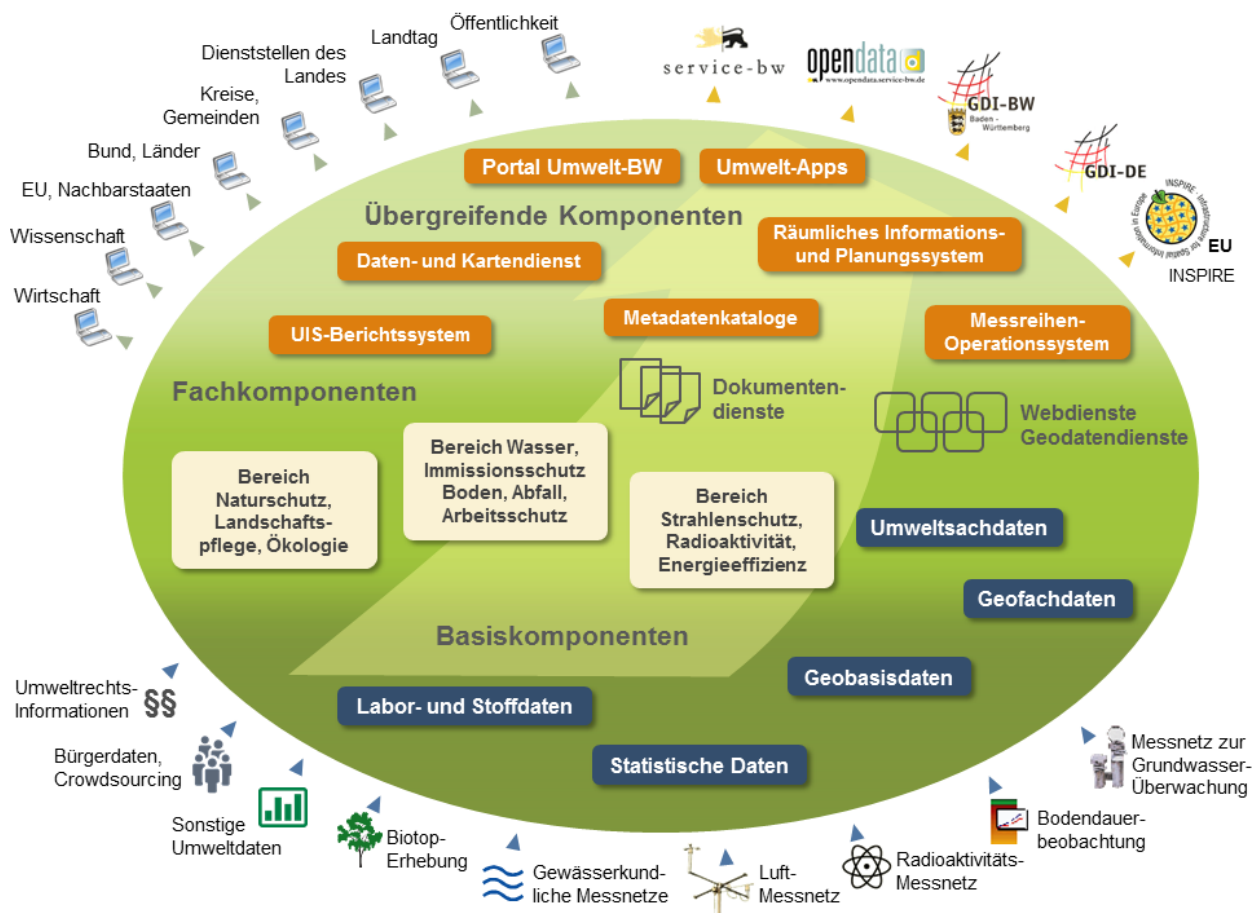 Öffentlichkeit
Landtag
Dienststellen des
Landes
Kreise,
Gemeinden
Bund, Länder
EU, Nachbarstaaten
Wissenschaft
Wirtschaft
service-bw
opendata
www.opendata.service-bw.de
GDI-BW
Baden -
Württemberg
GDI-DE
INSPIRE - Infrastructure for Spatial Information in Europe
EU
INSPIRE
Portal Umwelt-BW
Umwelt-Apps
Übergreifende Komponenten
Daten- und Kartendienst
Räumliches Informations-
und Planungssystem
UIS-Berichtssystem
Metadatenkataloge
Messreihen-
Operationssystem
Fachkomponenten
Dokumenten-
dienste
Webdienste
Geodatendienste
Bereich
Naturschutz,
Landschafts-
pflege, Ökologie
Bereich Wasser,
Immissionsschutz
Boden, Abfall,
Arbeitsschutz
Bereich
Strahlenschutz,
Radioaktivität,
Energieeffizienz
Umweltsachdaten
Geofachdaten
Basiskomponenten
Geobasisdaten
Labor- und Stoffdaten
Statistische Daten
Umweltrechts-
Informationen
§§
Bürgerdaten,
Crowdsourcing
Sonstige
Umweltdaten
Biotop-
Erhebung
Gewässerkund-
liche Messnetze
Luft-
Messnetz
Radioaktivitäts-
Messnetz
Bodendauer-
beobachtung
Messnetz zur
Grundwasser-
Überwachung